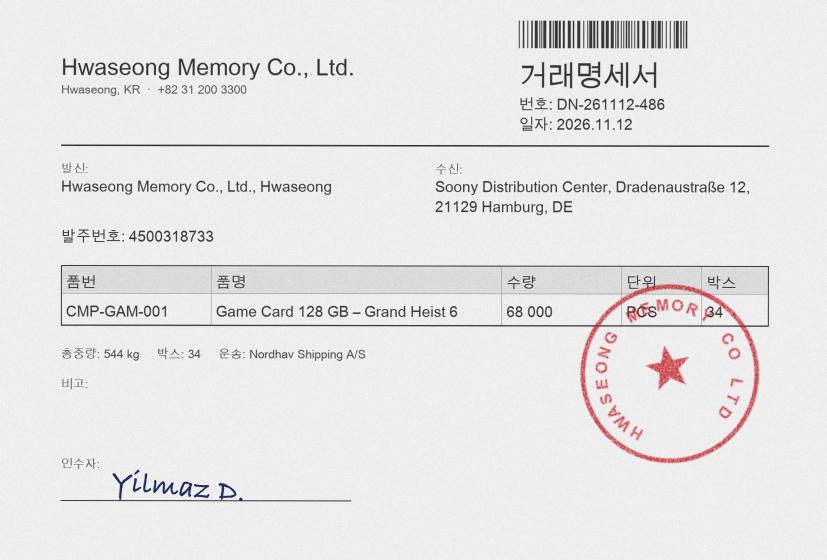 Hwaseong Memory Co., Ltd.
Hwaseong, KR · +82 31 200 3300
거래명세서
번호: DN-261112-486
일자: 2026.11.12
발신:
Hwaseong Memory Co., Ltd., Hwaseong
수신:
Soony Distribution Center, Dradenaustraße 12,
21129 Hamburg, DE
발주번호: 4500318733
품번 품명 수량 단위 박스
CMP-GAM-001 Game Card 128 GB – Grand Heist 6 68 000 PCS 34
총중량: 544 kg 박스: 34 운송: Nordhav Shipping A/S
비고:
HWASEONG MEMORY CO LTD
인수자:
Yilmaz D.